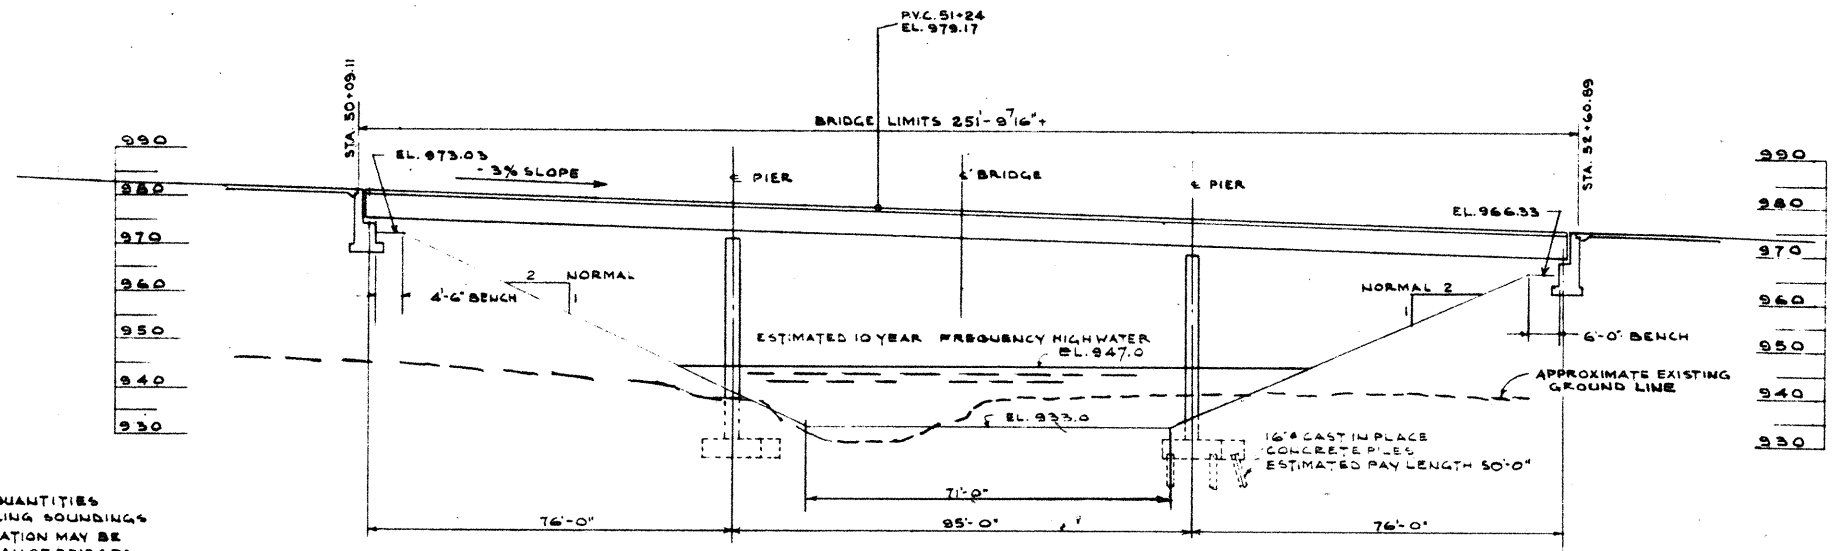 P.V.C. 51+24
EL. 979.17
STA. 50+09.11
STA. 52+60.89
BRIDGE LIMITS 251'-9 7/16"+
990
980
970
960
950
940
930
EL. 973.03
-3% SLOPE
℄ PIER
℄ BRIDGE
℄ PIER
EL. 966.33
990
980
970
960
950
940
930
2 NORMAL
1
4'-6" BENCH
NORMAL 2
1
6'-0" BENCH
ESTIMATED 10 YEAR FREQUENCY HIGHWATER
EL. 947.0
APPROXIMATE EXISTING
GROUND LINE
EL. 933.0
16"ø CAST IN PLACE
CONCRETE PILES
ESTIMATED PAY LENGTH 50'-0"
71'-0"
76'-0"
95'-0"
76'-0"
QUANTITIES
SOUNDINGS
MAY BE